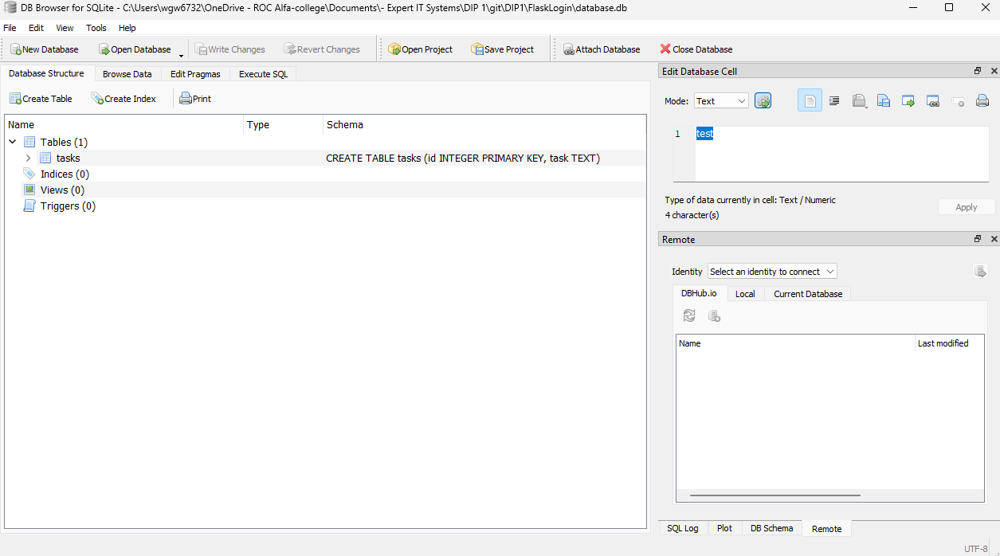 DB Browser for SQLite - C:\Users\wgw6732\OneDrive - ROC Alfa-college\Documents\- Expert IT Systems\DIP 1\git\DIP1\FlaskLogin\database.db
File Edit View Tools Help
New Database Open Database Write Changes Revert Changes Open Project Save Project Attach Database Close Database
Database Structure Browse Data Edit Pragmas Execute SQL
Create Table Create Index Print
Name Type Schema
Tables (1)
tasks CREATE TABLE tasks (id INTEGER PRIMARY KEY, task TEXT)
Indices (0)
Views (0)
Triggers (0)
Edit Database Cell
Mode: Text
1 test
Type of data currently in cell: Text / Numeric
4 character(s)
Apply
Remote
Identity Select an identity to connect
DBHub.io Local Current Database
Name Last modified
SQL Log Plot DB Schema Remote
UTF-8